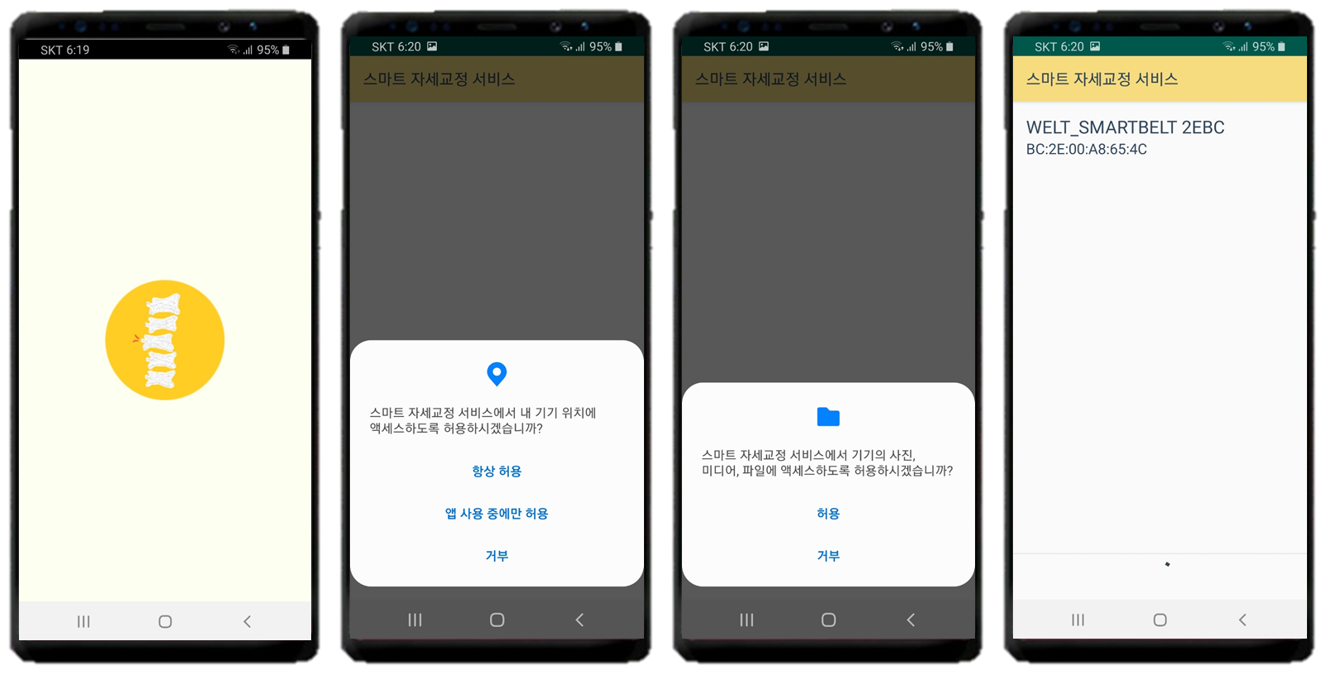 SKT 6:19
95%
SKT 6:20
95%
스마트 자세교정 서비스
스마트 자세교정 서비스에서 내 기기 위치에
액세스하도록 허용하시겠습니까?
항상 허용
앱 사용 중에만 허용
거부
SKT 6:20
95%
스마트 자세교정 서비스
스마트 자세교정 서비스에서 기기의 사진,
미디어, 파일에 액세스하도록 허용하시겠습니까?
허용
거부
SKT 6:20
95%
스마트 자세교정 서비스
WELT_SMARTBELT 2EBC
BC:2E:00:A8:65:4C